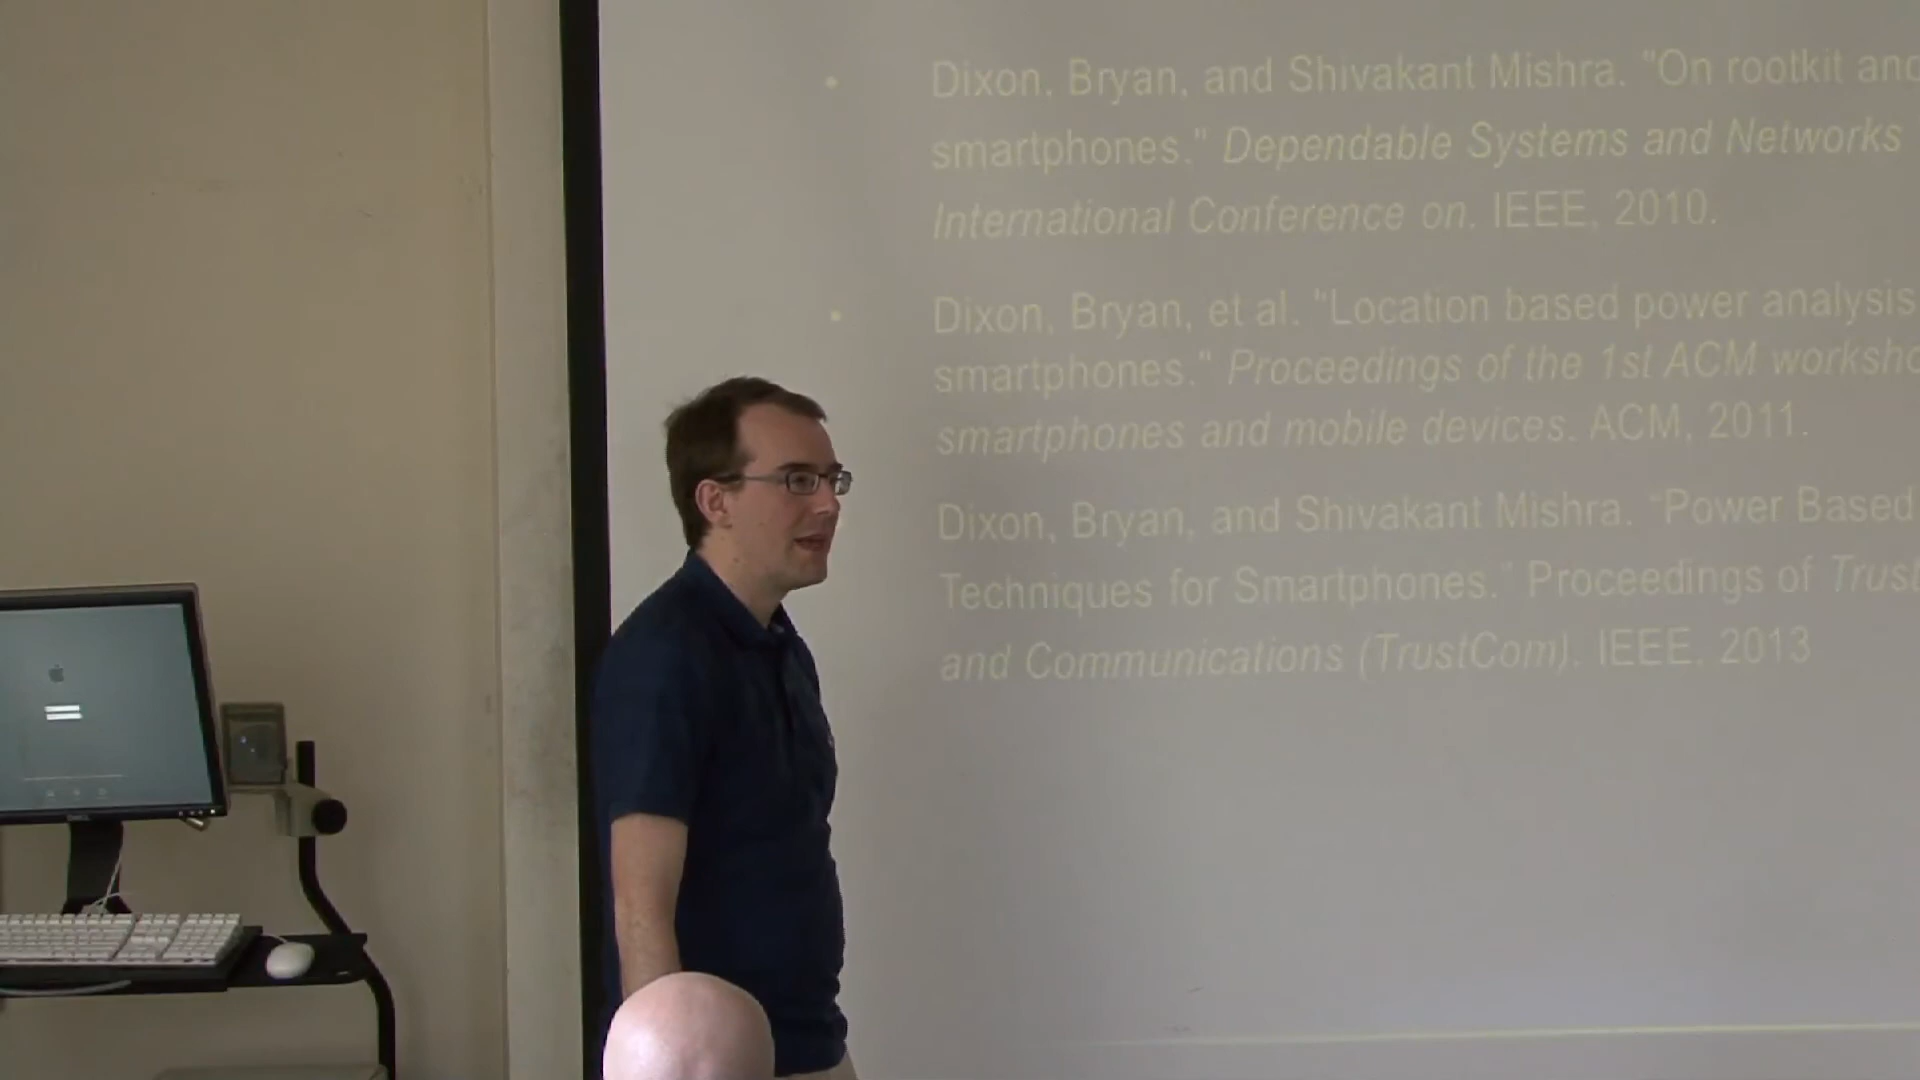 • Dixon, Bryan, and Shivakant Mishra. "On rootkit and
smartphones." Dependable Systems and Networks
International Conference on. IEEE, 2010.
• Dixon, Bryan, et al. "Location based power analysis
smartphones." Proceedings of the 1st ACM
smartphones and mobile devices. ACM, 2011.
Dixon, Bryan, and Shivakant Mishra. "Power Based
Techniques for Smartphones." Proceedings of Trust
and Communications (TrustCom). IEEE. 2013
DELL